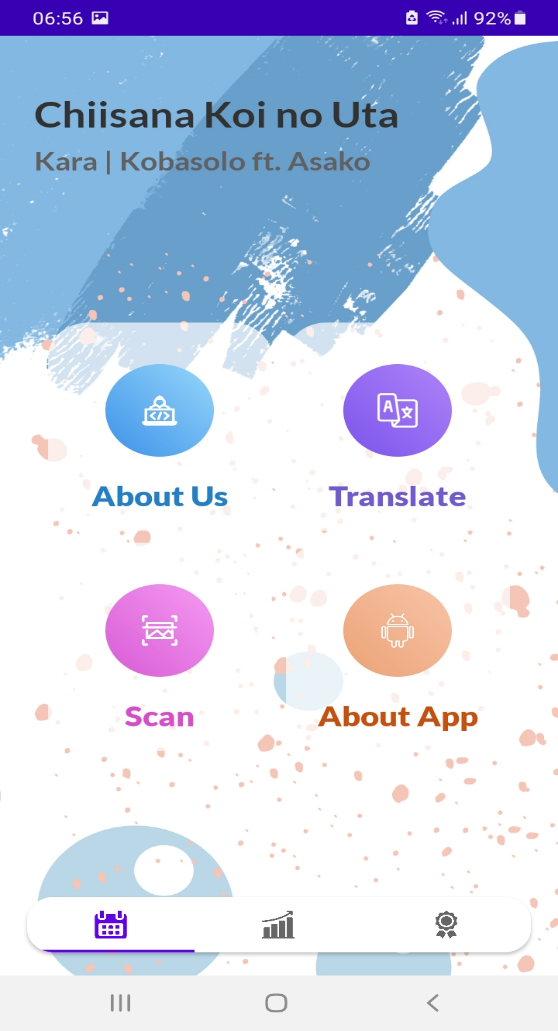 06:56
92%
Chiisana Koi no Uta
Kara | Kobasolo ft. Asako
A
About Us
Translate
Scan
About App